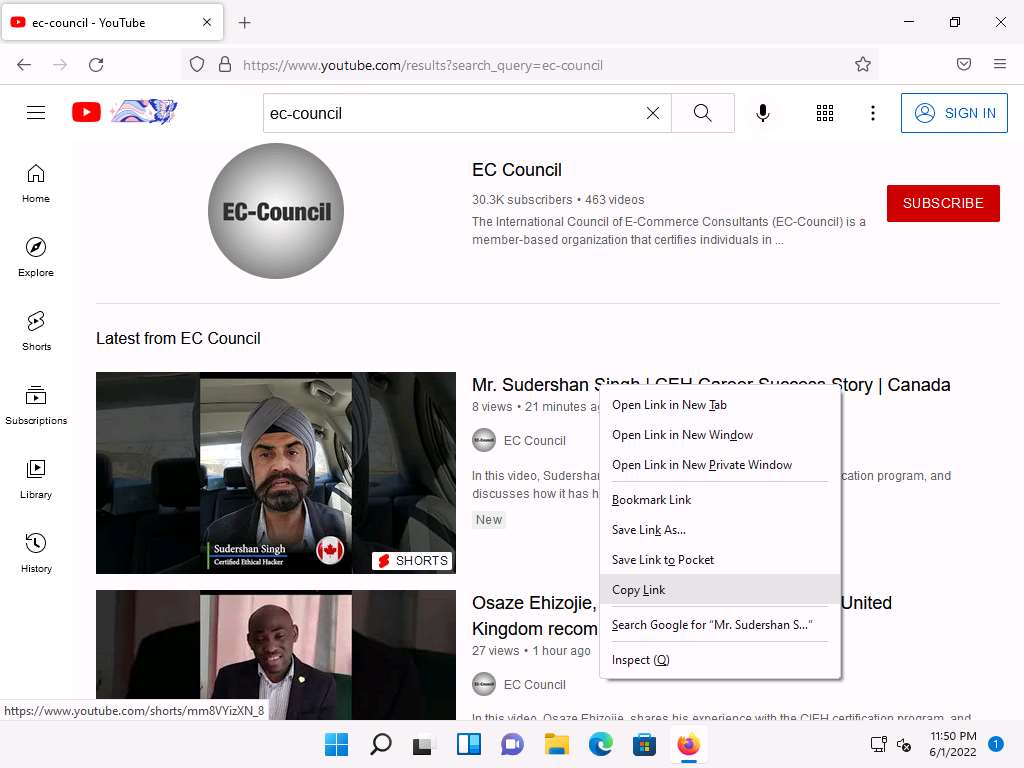 ec-council - YouTube
https://www.youtube.com/results?search_query=ec-council
ec-council
SIGN IN
Home
Explore
Shorts
Subscriptions
Library
History
EC-Council
EC Council
30.3K subscribers • 463 videos
The International Council of E-Commerce Consultants (EC-Council) is a
member-based organization that certifies individuals in ...
SUBSCRIBE
Latest from EC Council
Sudershan Singh
Certified Ethical Hacker
SHORTS
Mr. Sudershan Singh | CEH Career Success Story | Canada
8 views • 21 minutes
EC Council
In this video, Sudershan cation program, and
discusses how it has
New
Open Link in New Tab
Open Link in New Window
Open Link in New Private Window
Bookmark Link
Save Link As...
Save Link to Pocket
Copy Link
Search Google for “Mr. Sudershan S...”
Inspect (Q)
Osaze Ehizojie, United
Kingdom
27 views • 1 hour ago
EC Council
In this video, Osaze Ehizojie, shares his experience with the C|EH certification program, and
https://www.youtube.com/shorts/mm8VYizXN_8
11:50 PM
6/1/2022
1